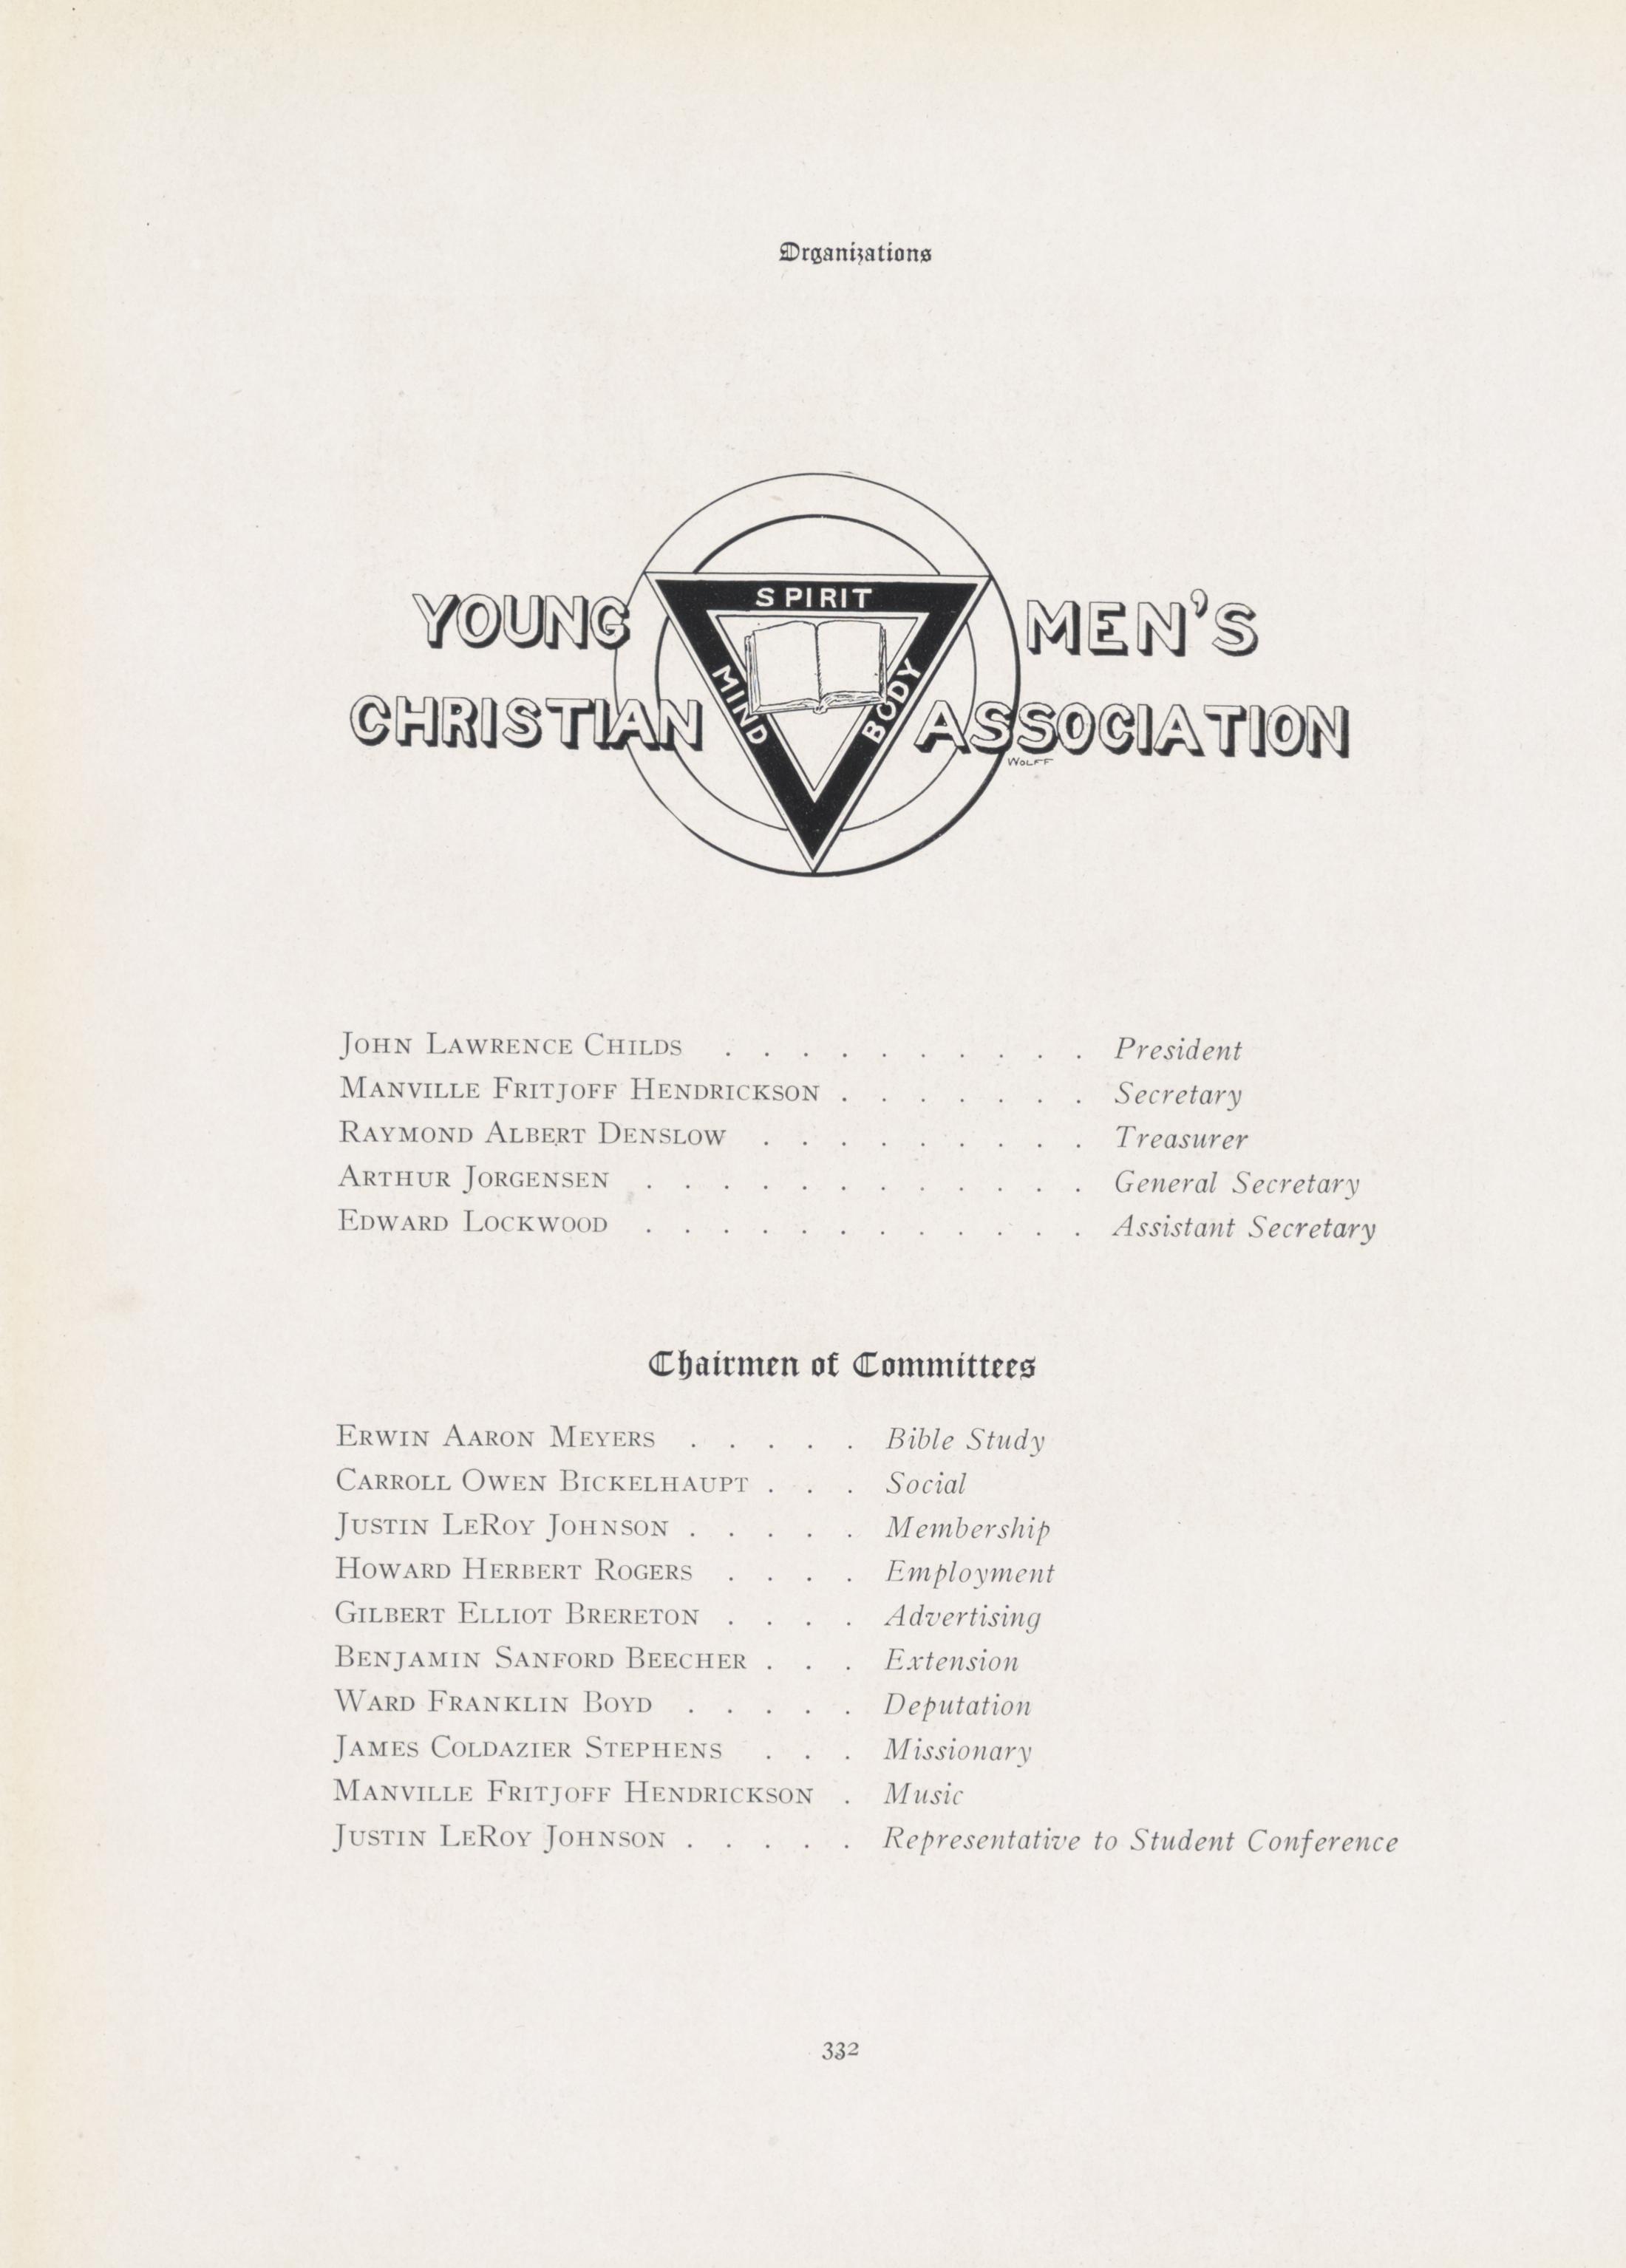 Organizations
SPIRIT
YOUNG MEN'S
MIND BODY
CHRISTIAN ASSOCIATION
WOLFF
JOHN LAWRENCE CHILDS . . . . . . . . . . President
MANVILLE FRITJOFF HENDRICKSON . . . . . . . Secretary
RAYMOND ALBERT DENSLOW . . . . . . . . . Treasurer
ARTHUR JORGENSEN . . . . . . . . . . . . General Secretary
EDWARD LOCKWOOD . . . . . . . . . . . . Assistant Secretary
Chairmen of Committees
ERWIN AARON MEYERS . . . . . Bible Study
CARROLL OWEN BICKELHAUPT . . . Social
JUSTIN LEROY JOHNSON . . . . . Membership
HOWARD HERBERT ROGERS . . . . Employment
GILBERT ELLIOT BRERETON . . . . Advertising
BENJAMIN SANFORD BEECHER . . . Extension
WARD FRANKLIN BOYD . . . . . Deputation
JAMES COLDAZIER STEPHENS . . . Missionary
MANVILLE FRITJOFF HENDRICKSON . Music
JUSTIN LEROY JOHNSON . . . . . Representative to Student Conference
332